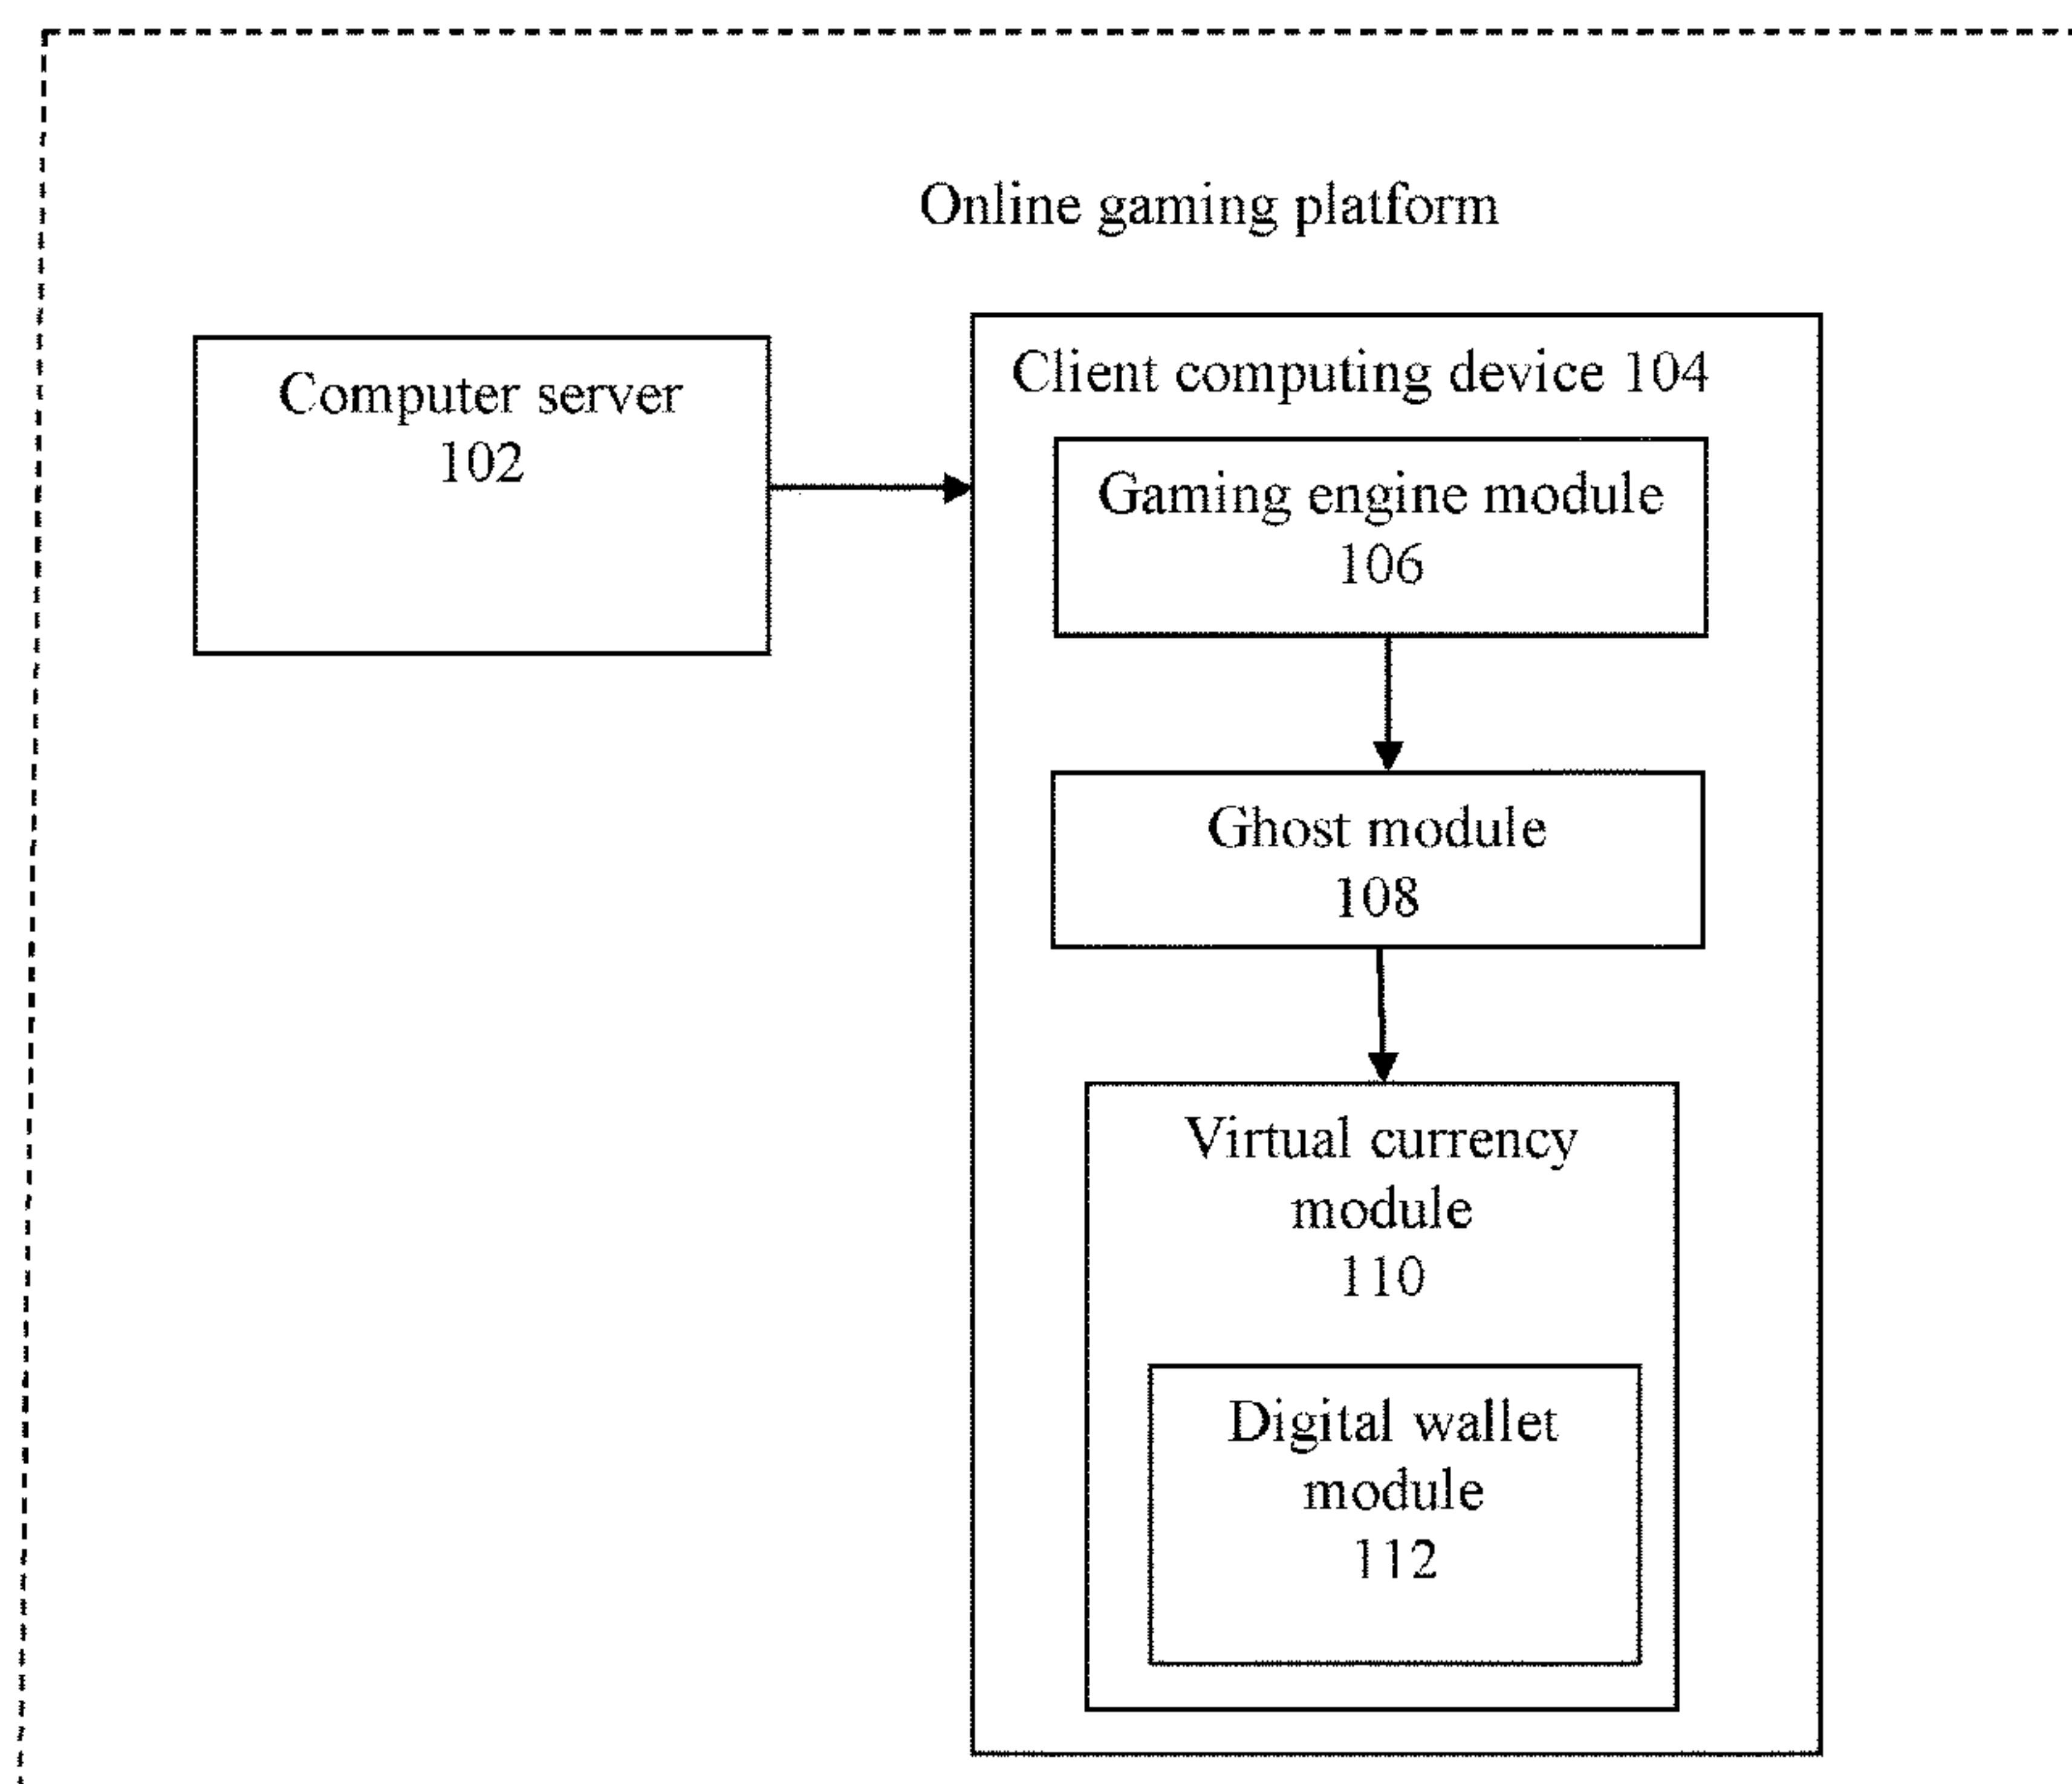 Online gaming platform
Computer server
102
Client computing device 104
Gaming engine module
106
Ghost module
108
Virtual currency
module
110
Digital wallet
module
112